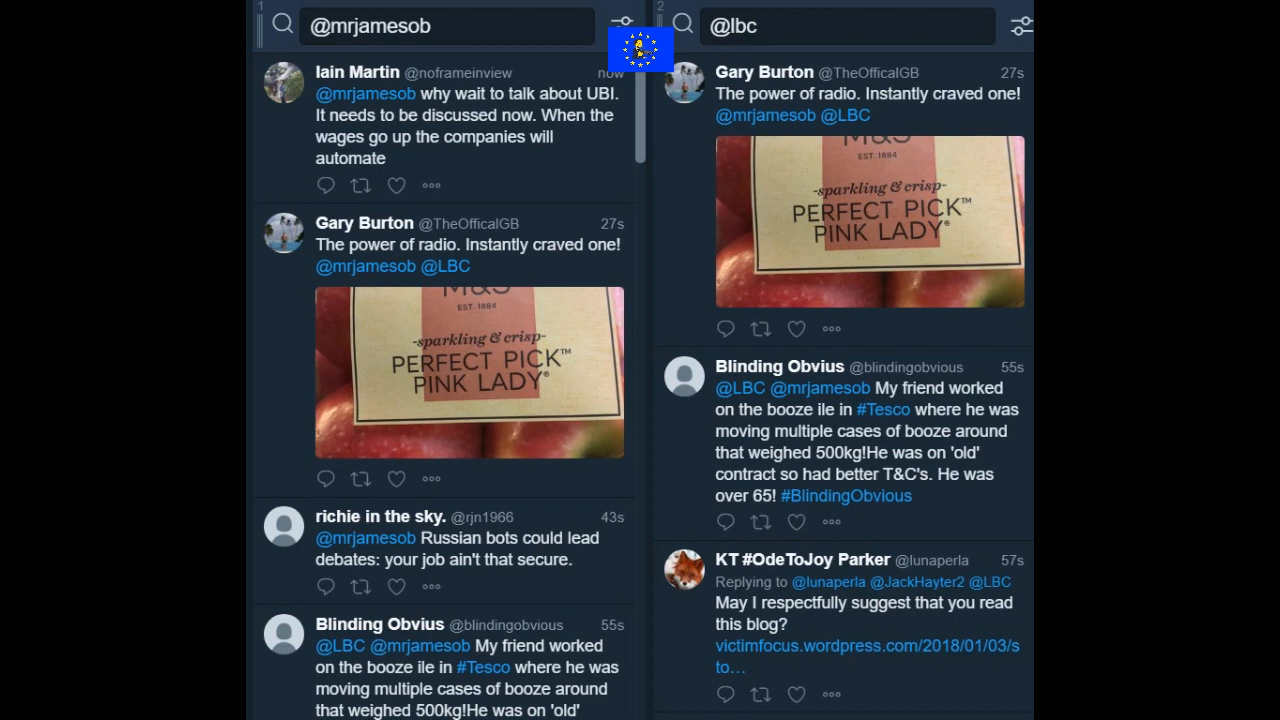 1
@mrjamesob
Iain Martin @noframeinview now
@mrjamesob why wait to talk about UBI.
It needs to be discussed now. When the
wages go up the companies will
automate
Gary Burton @TheOfficalGB 27s
The power of radio. Instantly craved one!
@mrjamesob @LBC
M&S
EST. 1884
-sparkling & crisp-
PERFECT PICK™
PINK LADY®
richie in the sky. @rjn1966 43s
@mrjamesob Russian bots could lead
debates: your job ain't that secure.
Blinding Obvius @blindingobvious 55s
@LBC @mrjamesob My friend worked
on the booze ile in #Tesco where he was
moving multiple cases of booze around
that weighed 500kg!He was on 'old'
2
@lbc
Gary Burton @TheOfficalGB 27s
The power of radio. Instantly craved one!
@mrjamesob @LBC
M&S
EST. 1884
-sparkling & crisp-
PERFECT PICK™
PINK LADY®
Blinding Obvius @blindingobvious 55s
@LBC @mrjamesob My friend worked
on the booze ile in #Tesco where he was
moving multiple cases of booze around
that weighed 500kg!He was on 'old'
contract so had better T&C's. He was
over 65! #BlindingObvious
KT #OdeToJoy Parker @lunaperla 57s
Replying to @lunaperla @JackHayter2 @LBC
May I respectfully suggest that you read
this blog?
victimfocus.wordpress.com/2018/01/03/s
to…